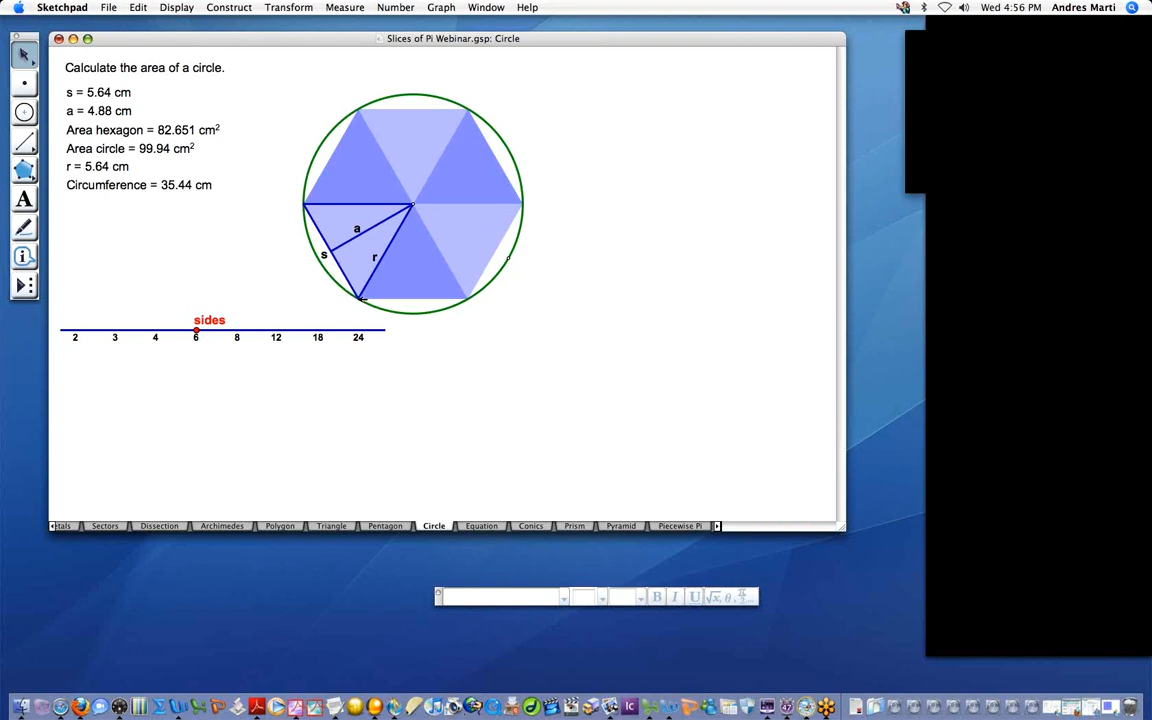 Sketchpad File Edit Display Construct Transform Measure Number Graph Window Help Wed 4:56 PM Andres Marti
Slices of Pi Webinar.gsp: Circle
Calculate the area of a circle.
s = 5.64 cm
a = 4.88 cm
Area hexagon = 82.651 cm²
Area circle = 99.94 cm²
r = 5.64 cm
Circumference = 35.44 cm
a
s
r
sides
2 3 4 6 8 12 18 24
A
etals Sectors Dissection Archimedes Polygon Triangle Pentagon Circle Equation Conics Prism Pyramid Piecewise Pi
B I U √x, θ, π/2...